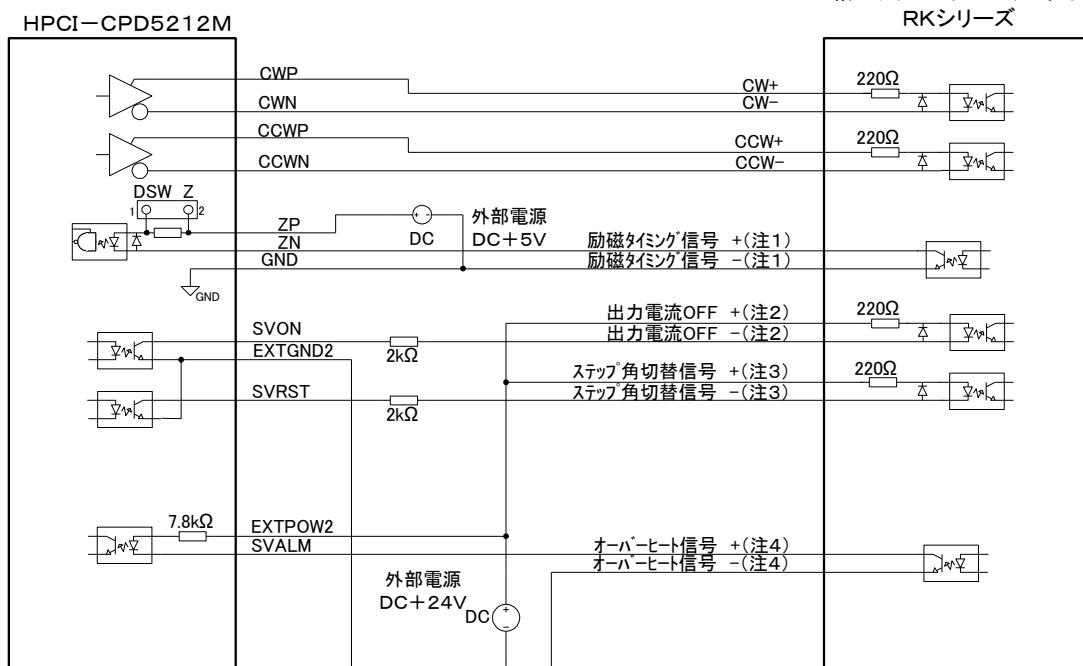 HPCI－CPD5212M
RKシリーズ
CWP
CW+
220Ω
CWN
CW-
CCWP
CCW+
220Ω
CCWN
CCW-
DSW Z
1 2
ZP
外部電源
DC
DC＋5V
ZN
励磁タイミング信号 +(注1)
GND
励磁タイミング信号 -(注1)
GND
出力電流OFF +(注2)
220Ω
SVON
出力電流OFF -(注2)
EXTGND2
2kΩ
ステップ角切替信号 +(注3)
220Ω
SVRST
ステップ角切替信号 -(注3)
2kΩ
7.8kΩ
EXTPOW2
SVALM
オーバーヒート信号 +(注4)
オーバーヒート信号 -(注4)
外部電源
DC＋24V
DC